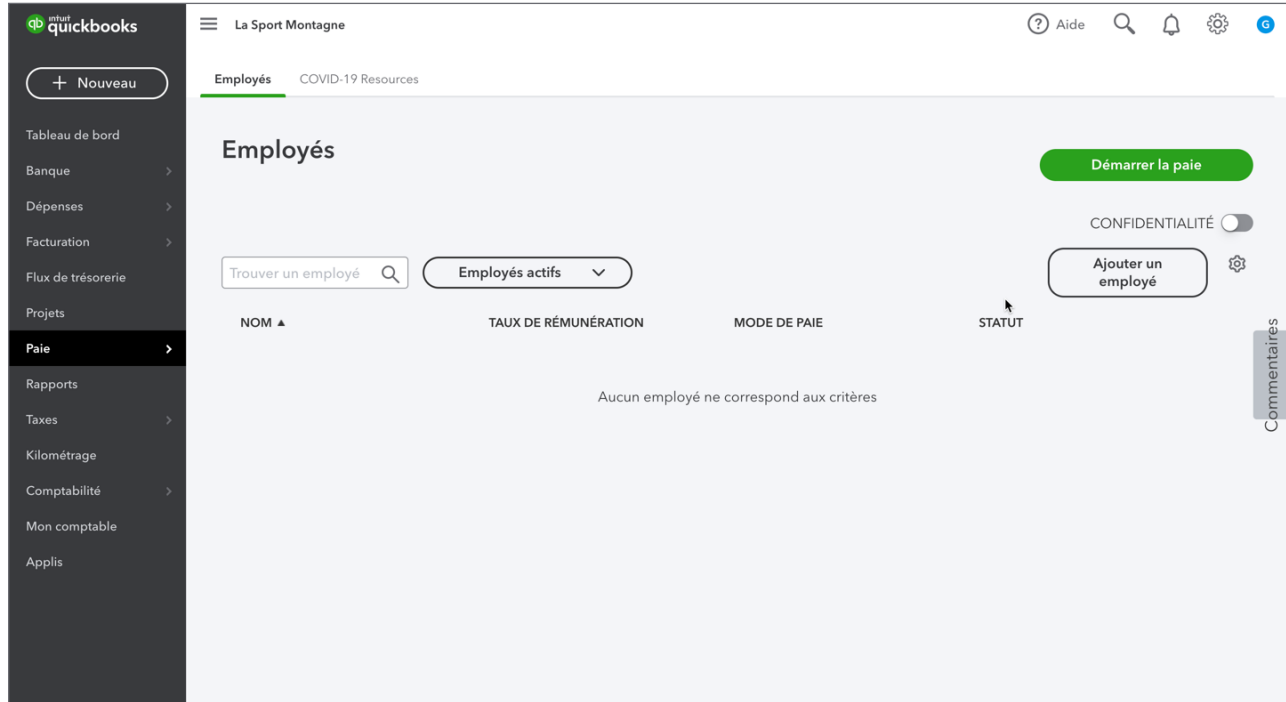 intuit
quickbooks
La Sport Montagne
Aide
G
+ Nouveau
Employés
COVID-19 Resources
Tableau de bord
Banque
Dépenses
Facturation
Flux de trésorerie
Projets
Paie
Rapports
Taxes
Kilométrage
Comptabilité
Mon comptable
Applis
Employés
Démarrer la paie
CONFIDENTIALITÉ
Trouver un employé
Employés actifs
Ajouter un
employé
NOM
TAUX DE RÉMUNÉRATION
MODE DE PAIE
STATUT
Aucun employé ne correspond aux critères
Commentaires